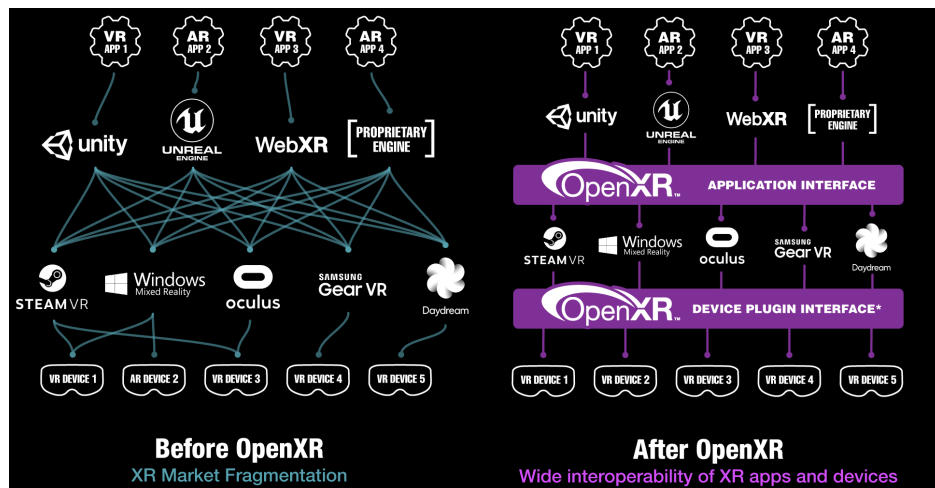 VR
APP 1
AR
APP 2
VR
APP 3
AR
APP 4
unity
UNREAL
ENGINE
WebXR
PROPRIETARY
ENGINE
STEAMVR
Windows
Mixed Reality
oculus
SAMSUNG
Gear VR
Daydream
VR DEVICE 1
AR DEVICE 2
VR DEVICE 3
VR DEVICE 4
VR DEVICE 5
Before OpenXR
XR Market Fragmentation
VR
APP 1
AR
APP 2
VR
APP 3
AR
APP 4
unity
UNREAL
ENGINE
WebXR
PROPRIETARY
ENGINE
OpenXR™ APPLICATION INTERFACE
STEAMVR
Windows
Mixed Reality
oculus
SAMSUNG
Gear VR
Daydream
OpenXR™ DEVICE PLUGIN INTERFACE*
VR DEVICE 1
VR DEVICE 2
VR DEVICE 3
VR DEVICE 4
VR DEVICE 5
After OpenXR
Wide interoperability of XR apps and devices